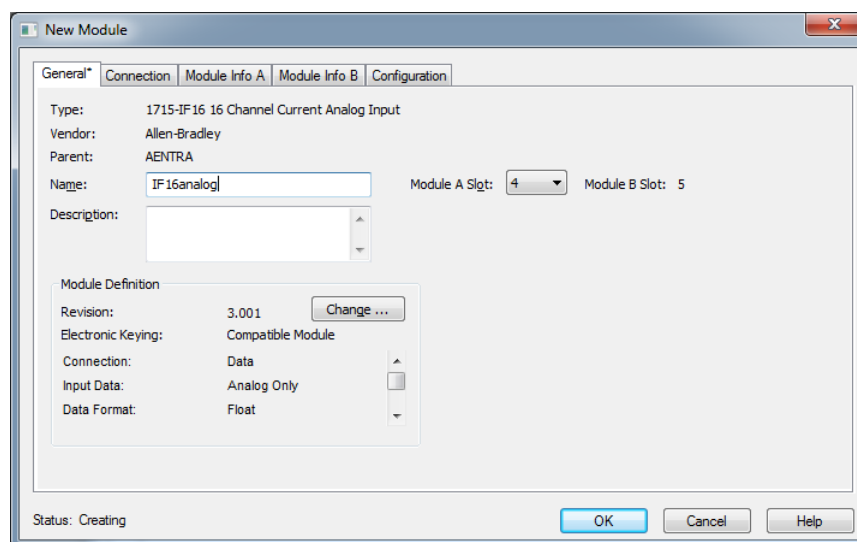 New Module
General* Connection Module Info A Module Info B Configuration
Type: 1715-IF16 16 Channel Current Analog Input
Vendor: Allen-Bradley
Parent: AENTRA
Name: IF16analog Module A Slot: 4 Module B Slot: 5
Description:
Module Definition
Revision: 3.001 Change ...
Electronic Keying: Compatible Module
Connection: Data
Input Data: Analog Only
Data Format: Float
Status: Creating OK Cancel Help